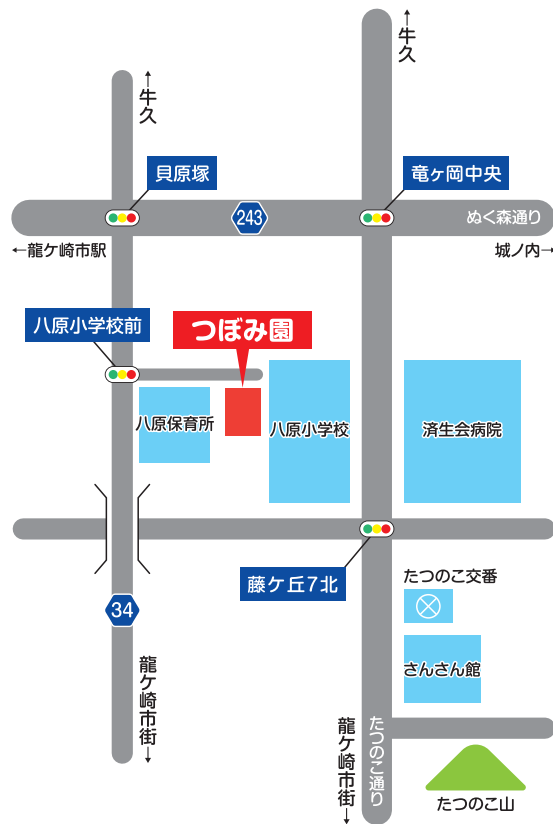 ↑牛久
↑牛久
貝原塚
竜ヶ岡中央
243
ぬく森通り
←龍ケ崎市駅
城ノ内→
八原小学校前
つぼみ園
八原保育所
八原小学校
済生会病院
藤ケ丘7北
たつのこ交番
34
さんさん館
龍ケ崎市街→
龍ケ崎市街→
たつのこ通り
たつのこ山